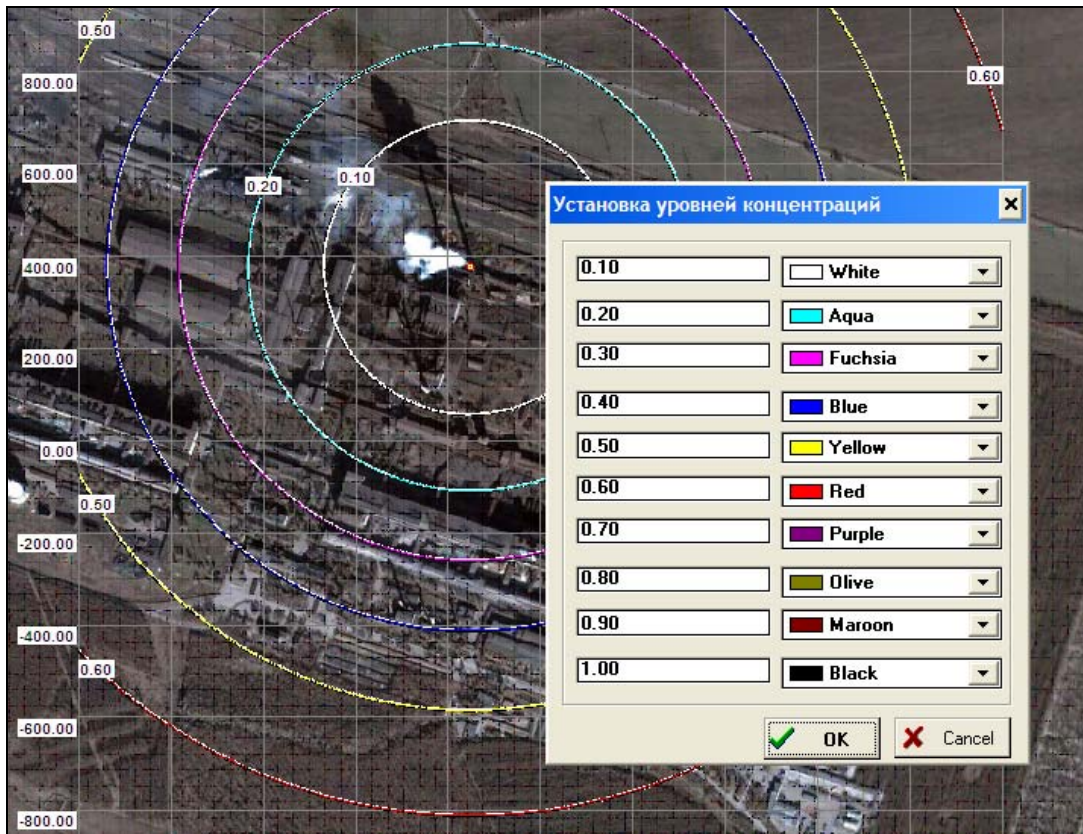 0.50
800.00
0.60
600.00
0.10
0.20
Установка уровней концентраций
400.00
0.10 White
0.20 Aqua
200.00
0.30 Fuchsia
0.40 Blue
0.00
0.50 Yellow
0.50
0.60 Red
-200.00
0.70 Purple
0.80 Olive
-400.00
0.90 Maroon
0.60
1.00 Black
-600.00
OK Cancel
-800.00